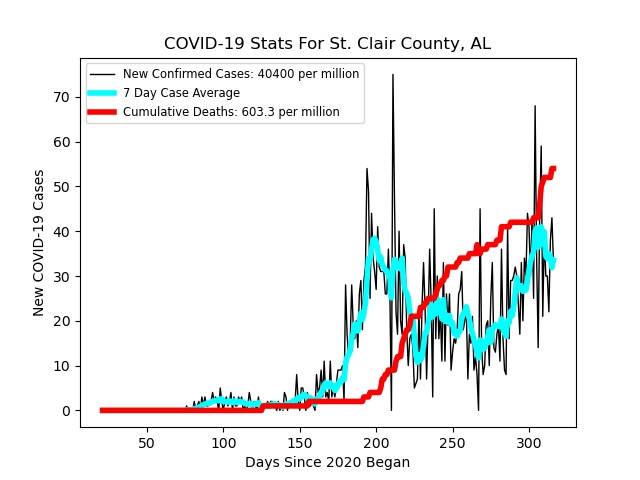 COVID-19 Stats For St. Clair County, AL
New Confirmed Cases: 40400 per million
7 Day Case Average
Cumulative Deaths: 603.3 per million
New COVID-19 Cases
70
60
50
40
30
20
10
0
50 100 150 200 250 300
Days Since 2020 Began